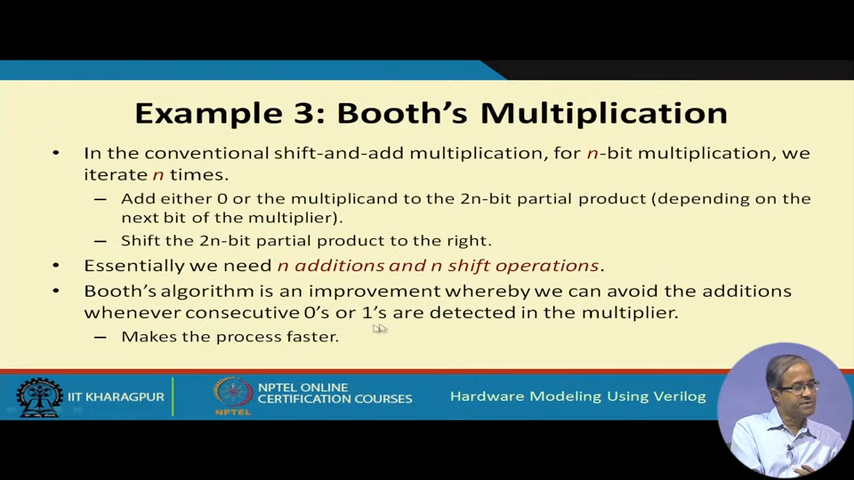 Example 3: Booth's Multiplication
• In the conventional shift-and-add multiplication, for n-bit multiplication, we
iterate n times.
– Add either 0 or the multiplicand to the 2n-bit partial product (depending on the
next bit of the multiplier).
– Shift the 2n-bit partial product to the right.
• Essentially we need n additions and n shift operations.
• Booth's algorithm is an improvement whereby we can avoid the additions
whenever consecutive 0's or 1's are detected in the multiplier.
– Makes the process faster.
IIT KHARAGPUR
NPTEL
NPTEL ONLINE
CERTIFICATION COURSES
Hardware Modeling Using Verilog